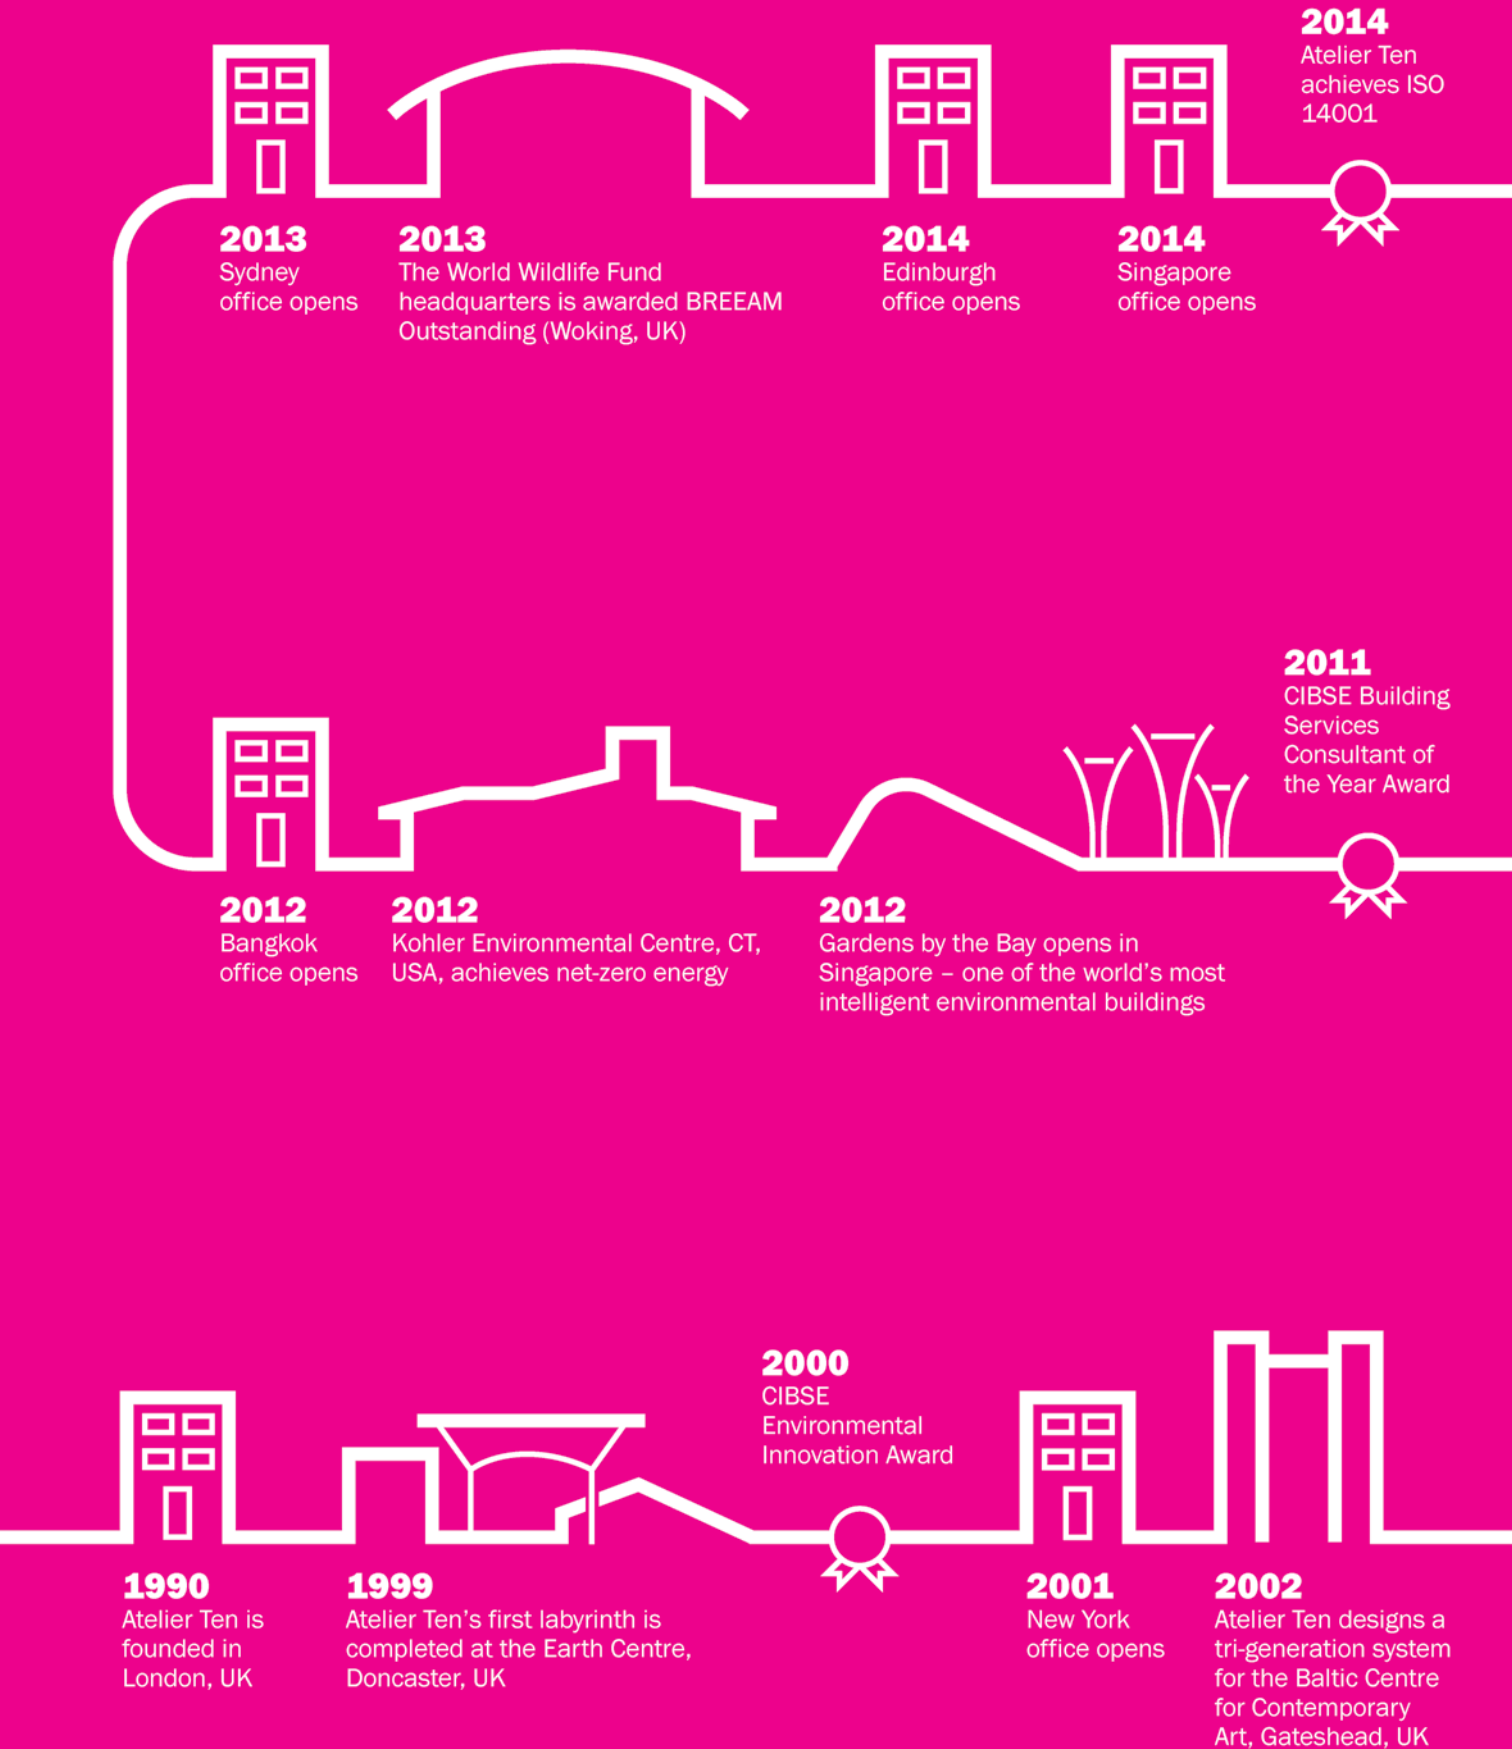 2014
Atelier Ten
achieves ISO
14001
2013
Sydney
office opens
2013
The World Wildlife Fund
headquarters is awarded BREEAM
Outstanding (Woking, UK)
2014
Edinburgh
office opens
2014
Singapore
office opens
2011
CIBSE Building
Services
Consultant of
the Year Award
2012
Bangkok
office opens
2012
Kohler Environmental Centre, CT,
USA, achieves net-zero energy
2012
Gardens by the Bay opens in
Singapore – one of the world's most
intelligent environmental buildings
2000
CIBSE
Environmental
Innovation Award
1990
Atelier Ten is
founded in
London, UK
1999
Atelier Ten's first labyrinth is
completed at the Earth Centre,
Doncaster, UK
2001
New York
office opens
2002
Atelier Ten designs a
tri-generation system
for the Baltic Centre
for Contemporary
Art, Gateshead, UK